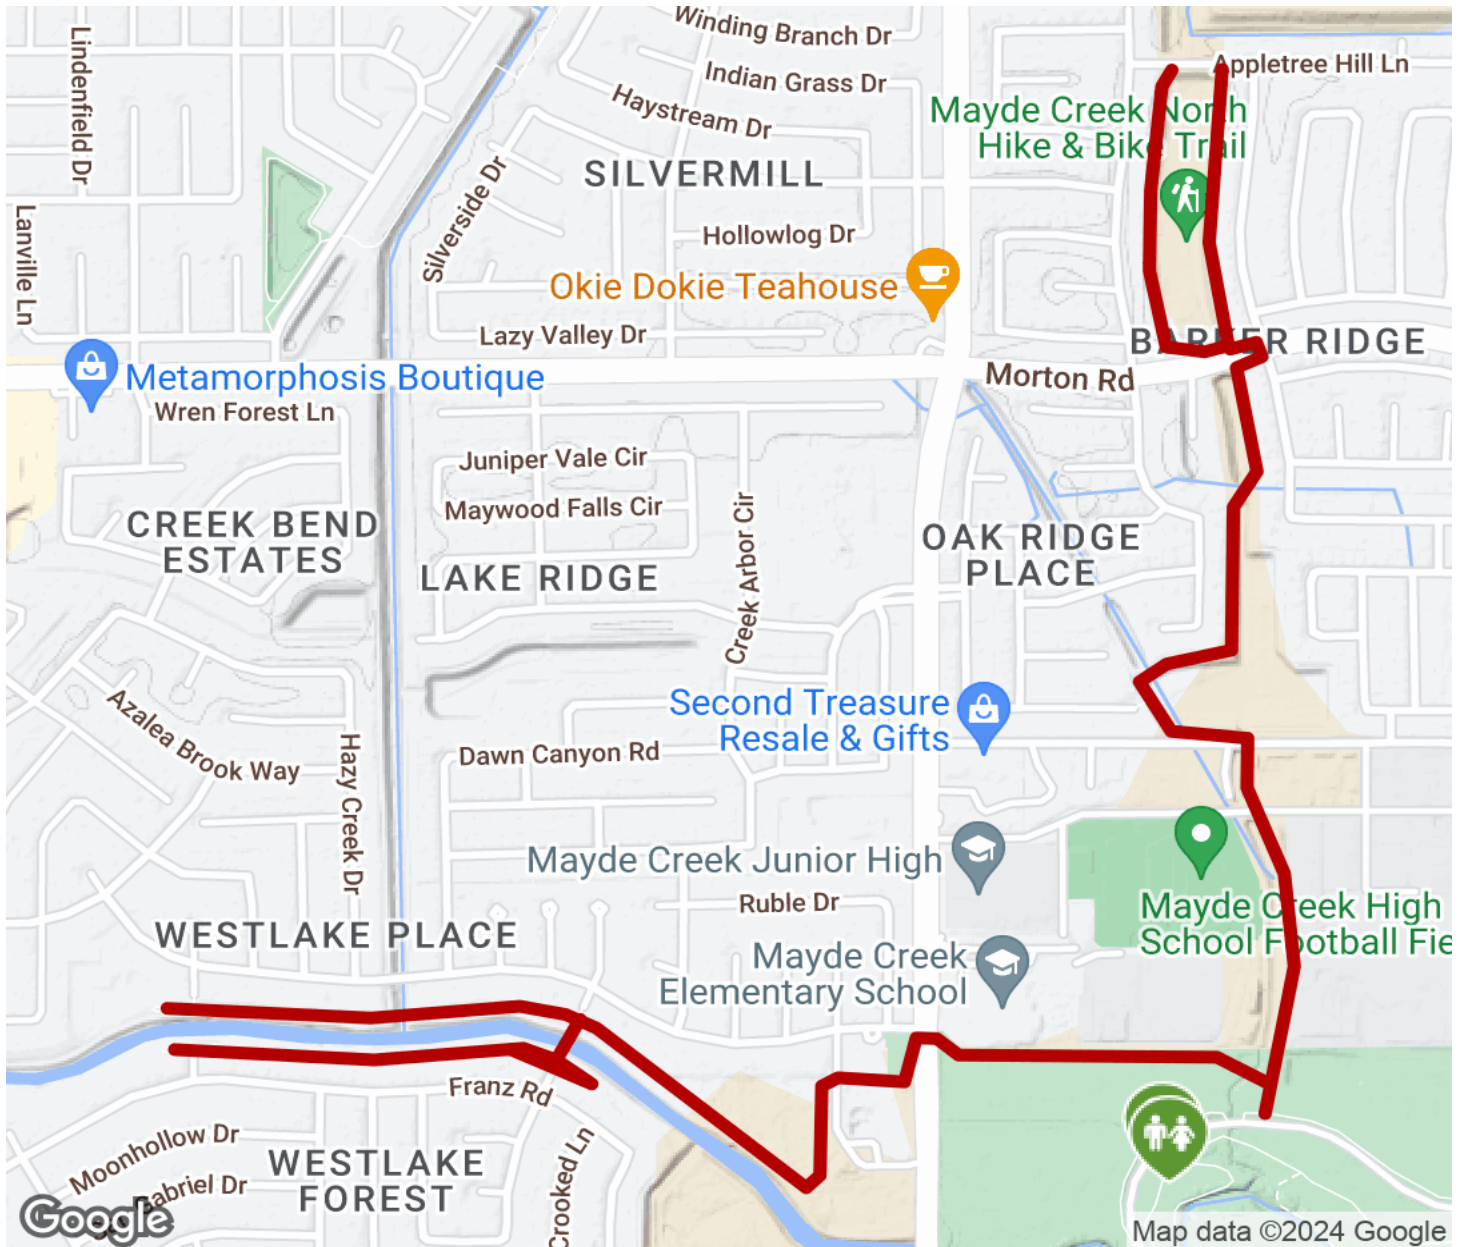 Winding Branch Dr
Indian Grass Dr
Haystream Dr
Lindenfield Dr
Appletree Hill Ln
Mayde Creek North
Hike & Bike Trail
SILVERMILL
Silverside Dr
Lanville Ln
Hollowlog Dr
Okie Dokie Teahouse
Lazy Valley Dr
BARKER RIDGE
Metamorphosis Boutique
Morton Rd
Wren Forest Ln
Juniper Vale Cir
Maywood Falls Cir
Creek Arbor Cir
CREEK BEND
ESTATES
LAKE RIDGE
OAK RIDGE
PLACE
Second Treasure
Resale & Gifts
Azalea Brook Way
Hazy Creek Dr
Dawn Canyon Rd
Mayde Creek Junior High
Ruble Dr
Mayde Creek High
School Football Fie
WESTLAKE PLACE
Mayde Creek
Elementary School
Franz Rd
Moonhollow Dr
Gabriel Dr
WESTLAKE
FOREST
Crooked Ln
Google
Map data ©2024 Google